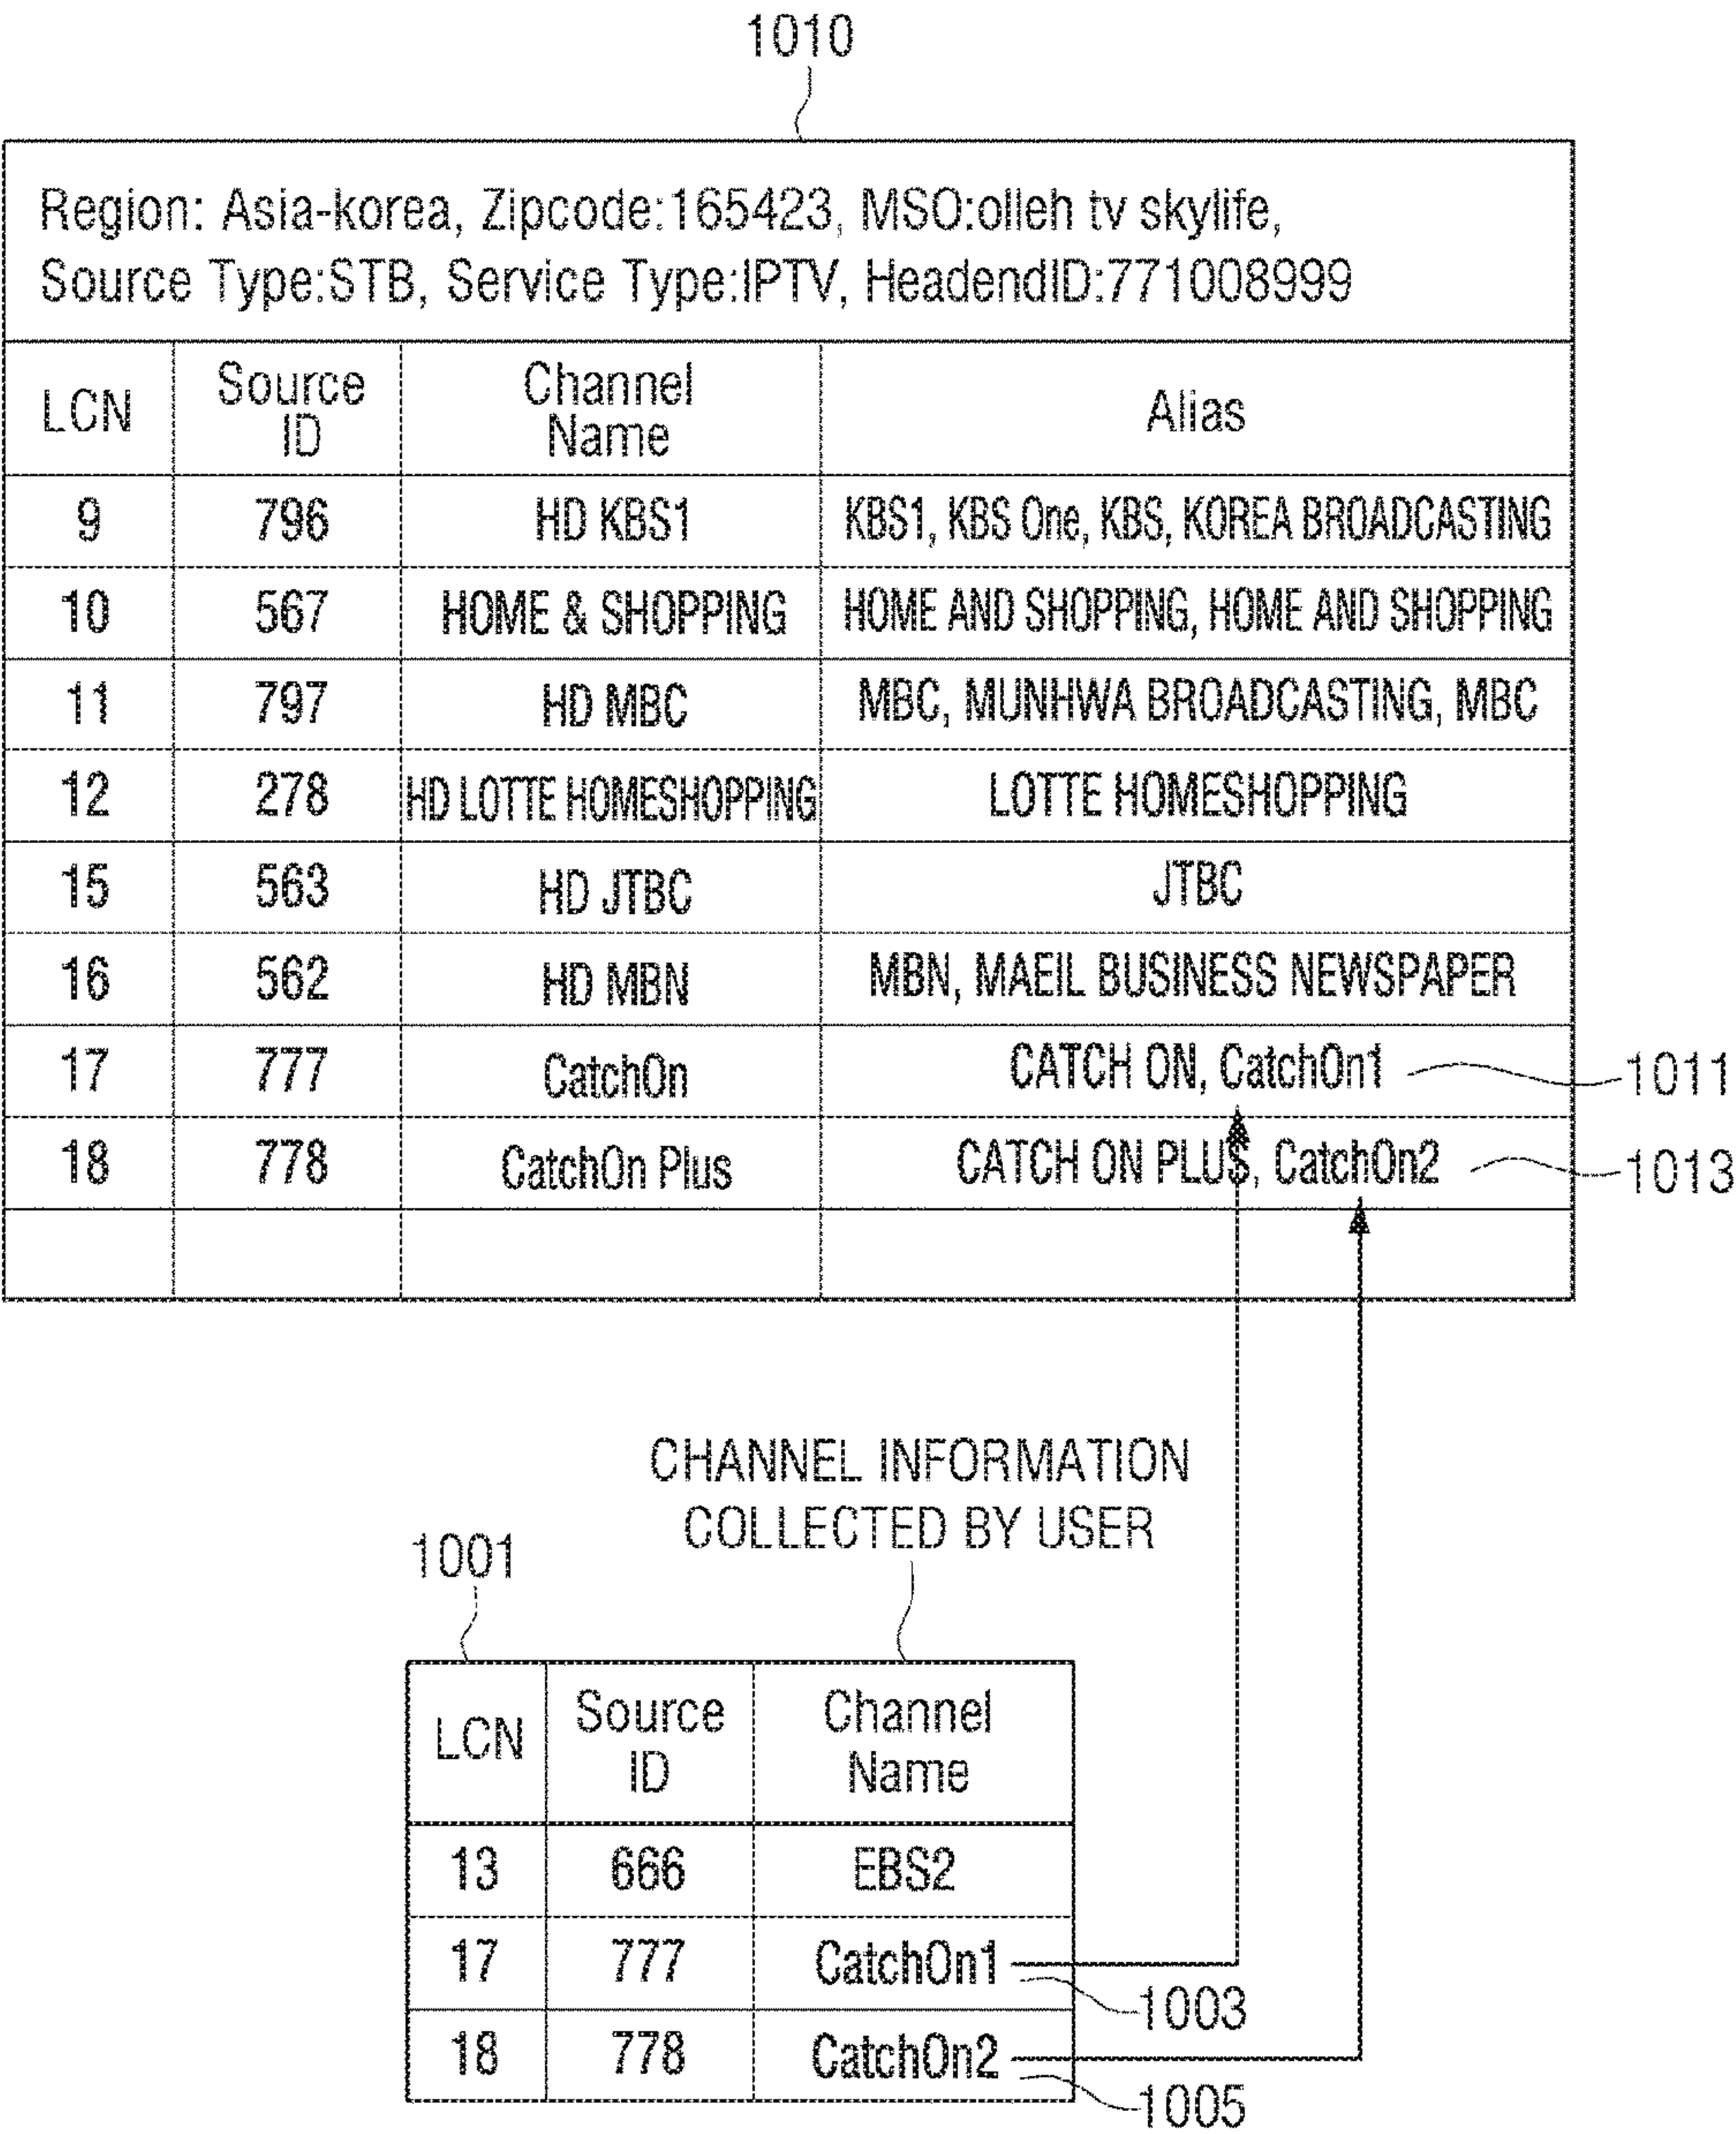 1010
Region: Asia-korea, Zipcode:165423, MSO:olleh tv skylife,
Source Type:STB, Service Type:IPTV, HeadendID:771008999
LCN Source ID Channel Name Alias
9 796 HD KBS1 KBS1, KBS One, KBS, KOREA BROADCASTING
10 567 HOME & SHOPPING HOME AND SHOPPING, HOME AND SHOPPING
11 797 HD MBC MBC, MUNHWA BROADCASTING, MBC
12 278 HD LOTTE HOMESHOPPING LOTTE HOMESHOPPING
15 563 HD JTBC JTBC
16 562 HD MBN MBN, MAEIL BUSINESS NEWSPAPER
17 777 CatchOn CATCH ON, CatchOn1 1011
18 778 CatchOn Plus CATCH ON PLUS, CatchOn2 1013
CHANNEL INFORMATION
COLLECTED BY USER
1001
LCN Source ID Channel Name
13 666 EBS2
17 777 CatchOn1
1003
18 778 CatchOn2
1005